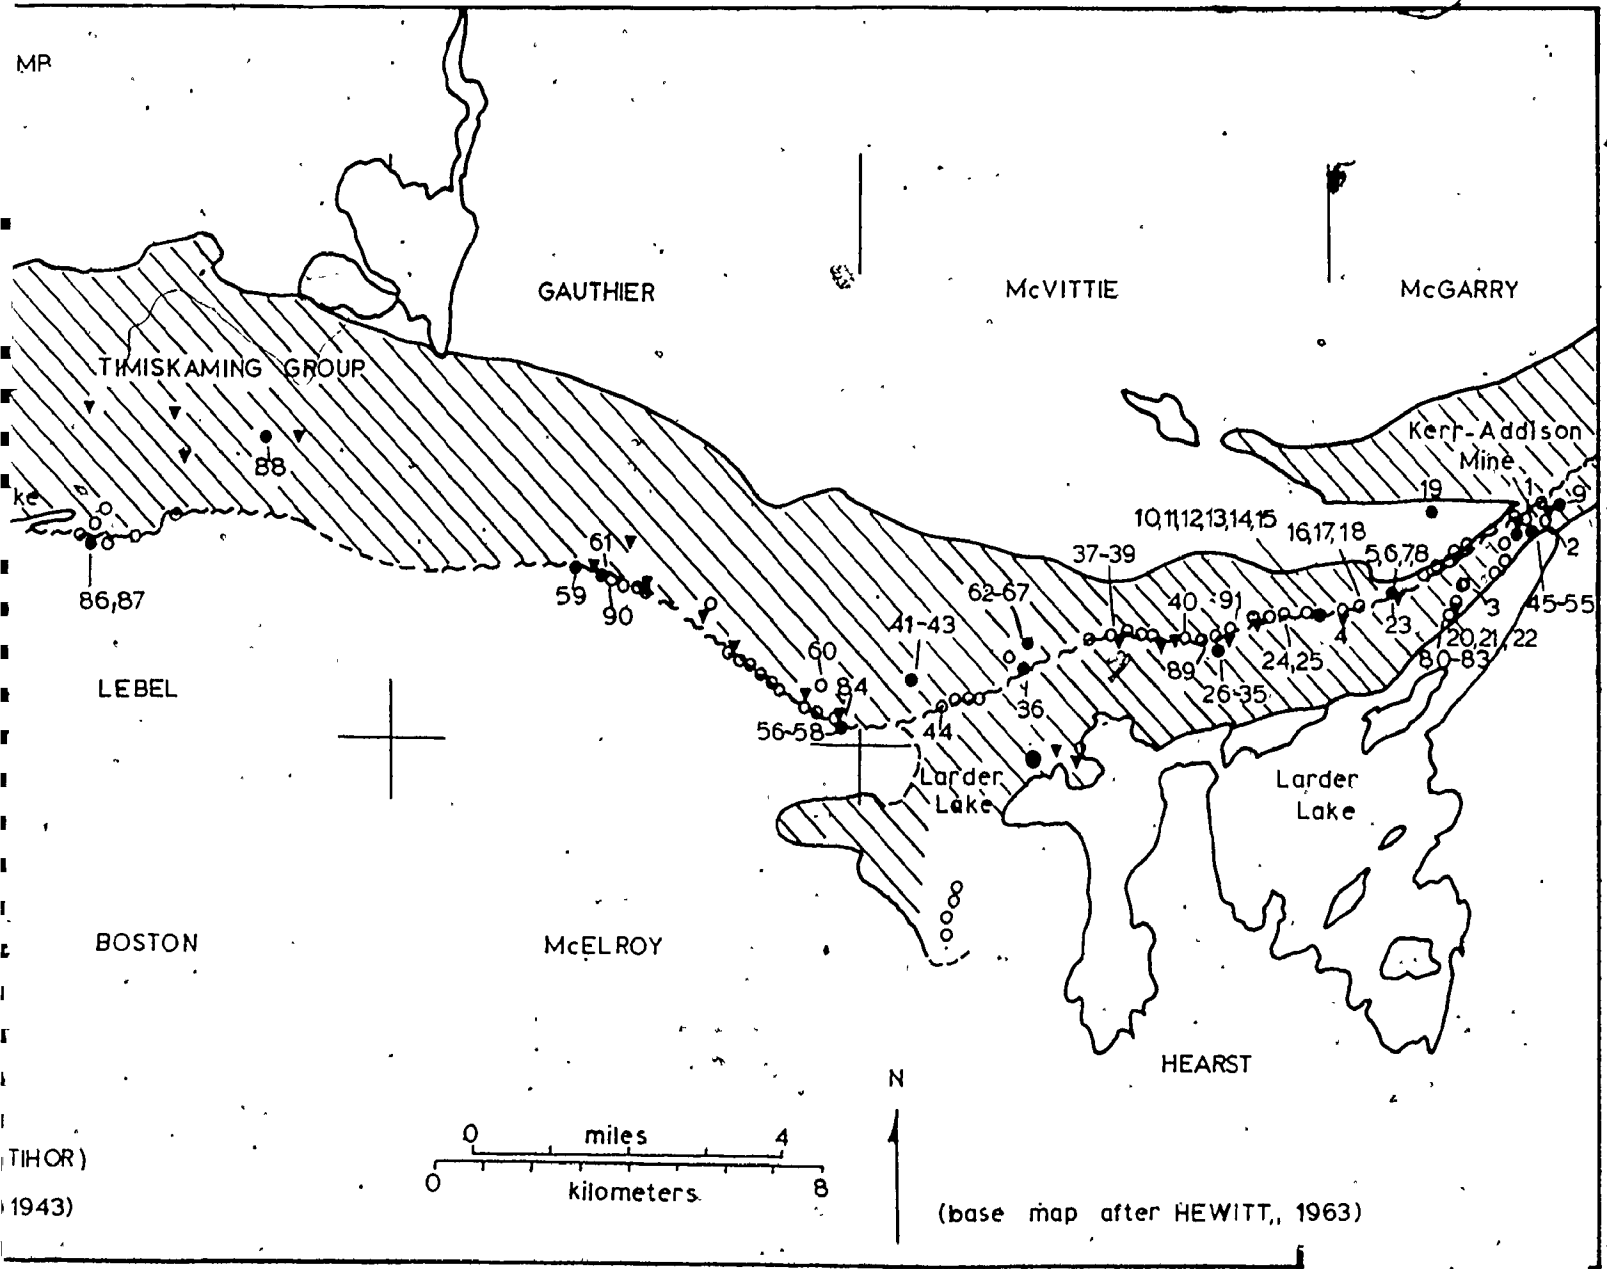 MP
GAUTHIER
McVITTIE
McGARRY
TIMISKAMING GROUP
Kerr-Addison
Mine
88
ke
19
1
9
10,11,12,13,14,15
16,17,18
37-39
5,6,78
2
61
62-67
86,87
59
90
41-43
40
91
4
23
3
45-55
60
20,21,22
80-83
89
24,25
LEBEL
84
26-35
36
56-58
44
Larder
Lake
Larder
Lake
BOSTON
McELROY
HEARST
N
0 miles 4
TIHOR)
0 kilometers 8
1943)
(base map after HEWITT,, 1963)